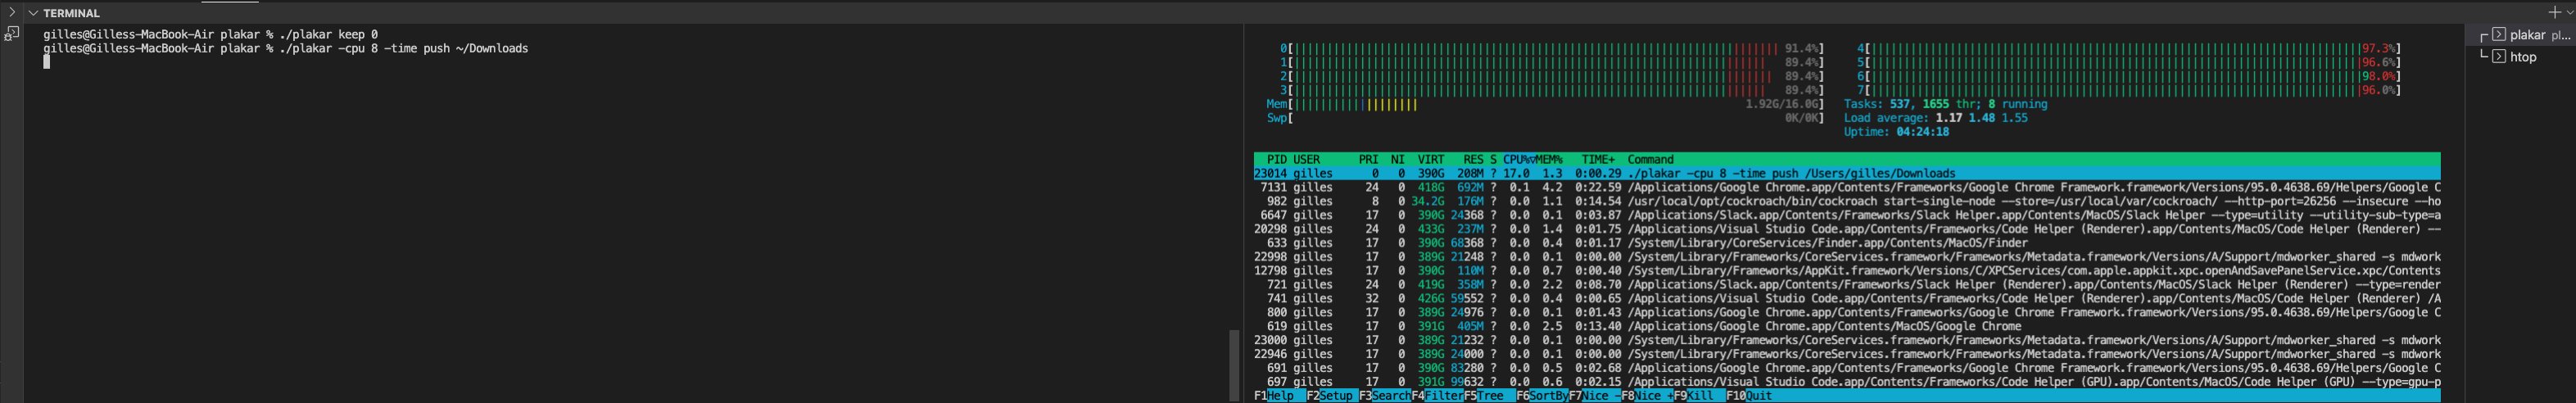 TERMINAL
gilles@Gilless-MacBook-Air plakar % ./plakar keep 0
gilles@Gilless-MacBook-Air plakar % ./plakar -cpu 8 -time push ~/Downloads
0[ 91.4%] 4[ 97.3%]
1[ 89.4%] 5[ 96.6%]
2[ 89.4%] 6[ 98.0%]
3[ 89.4%] 7[ 96.0%]
Mem[ 1.92G/16.0G] Tasks: 537, 1655 thr; 8 running
Swp[ 0K/0K] Load average: 1.17 1.48 1.55
Uptime: 04:24:18
PID USER PRI NI VIRT RES S CPU%▽MEM% TIME+ Command
23014 gilles 0 0 390G 208M ? 17.0 1.3 0:00.29 ./plakar -cpu 8 -time push /Users/gilles/Downloads
7131 gilles 24 0 418G 692M ? 0.1 4.2 0:22.59 /Applications/Google Chrome.app/Contents/Frameworks/Google Chrome Framework.framework/Versions/95.0.4638.69/Helpers/Google C
982 gilles 8 0 34.2G 176M ? 0.0 1.1 0:14.54 /usr/local/opt/cockroach/bin/cockroach start-single-node --store=/usr/local/var/cockroach/ --http-port=26256 --insecure --ho
6647 gilles 17 0 390G 24368 ? 0.0 0.1 0:03.87 /Applications/Slack.app/Contents/Frameworks/Slack Helper.app/Contents/MacOS/Slack Helper --type=utility --utility-sub-type=a
20298 gilles 24 0 433G 237M ? 0.0 1.4 0:01.75 /Applications/Visual Studio Code.app/Contents/Frameworks/Code Helper (Renderer).app/Contents/MacOS/Code Helper (Renderer) --
633 gilles 17 0 390G 68368 ? 0.0 0.4 0:01.17 /System/Library/CoreServices/Finder.app/Contents/MacOS/Finder
22998 gilles 17 0 389G 21248 ? 0.0 0.1 0:00.00 /System/Library/Frameworks/CoreServices.framework/Frameworks/Metadata.framework/Versions/A/Support/mdworker_shared -s mdwork
12798 gilles 17 0 390G 110M ? 0.0 0.7 0:00.40 /System/Library/Frameworks/AppKit.framework/Versions/C/XPCServices/com.apple.appkit.xpc.openAndSavePanelService.xpc/Contents
721 gilles 24 0 419G 358M ? 0.0 2.2 0:08.70 /Applications/Slack.app/Contents/Frameworks/Slack Helper (Renderer).app/Contents/MacOS/Slack Helper (Renderer) --type=render
741 gilles 32 0 426G 59552 ? 0.0 0.4 0:00.65 /Applications/Visual Studio Code.app/Contents/Frameworks/Code Helper (Renderer).app/Contents/MacOS/Code Helper (Renderer) /A
800 gilles 17 0 389G 24976 ? 0.0 0.1 0:01.43 /Applications/Google Chrome.app/Contents/Frameworks/Google Chrome Framework.framework/Versions/95.0.4638.69/Helpers/Google C
619 gilles 17 0 391G 405M ? 0.0 2.5 0:13.40 /Applications/Google Chrome.app/Contents/MacOS/Google Chrome
23000 gilles 17 0 389G 21232 ? 0.0 0.1 0:00.00 /System/Library/Frameworks/CoreServices.framework/Frameworks/Metadata.framework/Versions/A/Support/mdworker_shared -s mdwork
22946 gilles 17 0 389G 24000 ? 0.0 0.1 0:00.00 /System/Library/Frameworks/CoreServices.framework/Frameworks/Metadata.framework/Versions/A/Support/mdworker_shared -s mdwork
691 gilles 17 0 390G 83280 ? 0.0 0.5 0:02.68 /Applications/Google Chrome.app/Contents/Frameworks/Google Chrome Framework.framework/Versions/95.0.4638.69/Helpers/Google C
697 gilles 17 0 391G 99632 ? 0.0 0.6 0:02.15 /Applications/Visual Studio Code.app/Contents/Frameworks/Code Helper (GPU).app/Contents/MacOS/Code Helper (GPU) --type=gpu-p
F1Help F2Setup F3SearchF4FilterF5Tree F6SortByF7Nice -F8Nice +F9Kill F10Quit
plakar pl...
htop